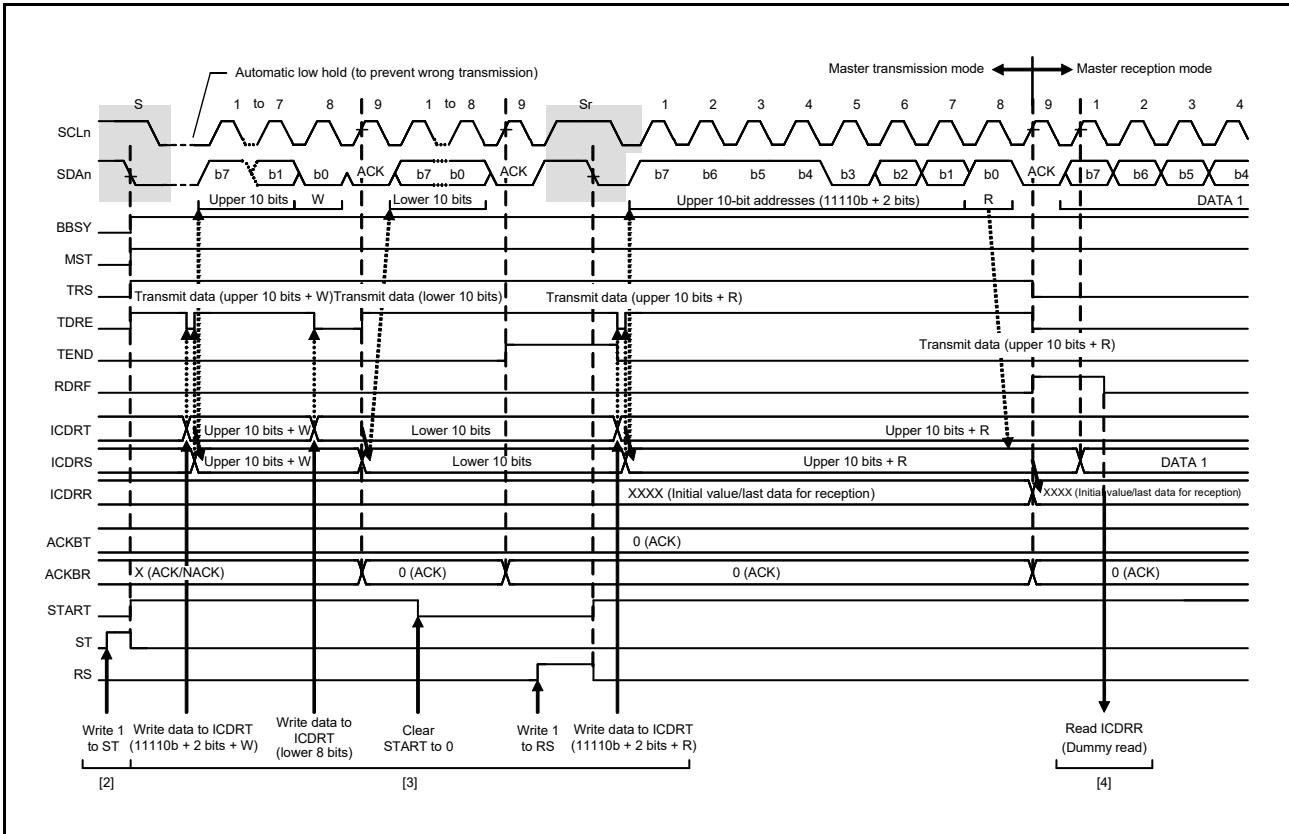 Automatic low hold (to prevent wrong transmission)
Master transmission mode
Master reception mode
S 1 to 7 8 9 1 to 8 9 Sr 1 2 3 4 5 6 7 8 9 1 2 3 4
SCLn
SDAn b7 b1 b0 ACK b7 b0 ACK b7 b6 b5 b4 b3 b2 b1 b0 ACK b7 b6 b5 b4
Upper 10 bits W Lower 10 bits Upper 10-bit addresses (11110b + 2 bits) R DATA 1
BBSY
MST
TRS
Transmit data (upper 10 bits + W) Transmit data (lower 10 bits) Transmit data (upper 10 bits + R)
TDRE
Transmit data (upper 10 bits + R)
TEND
RDRF
ICDRT Upper 10 bits + W Lower 10 bits Upper 10 bits + R
ICDRS Upper 10 bits + W Lower 10 bits Upper 10 bits + R DATA 1
ICDRR XXXX (Initial value/last data for reception) XXXX (Initial value/last data for reception)
ACKBT 0 (ACK)
ACKBR X (ACK/NACK) 0 (ACK) 0 (ACK) 0 (ACK)
START
ST
RS
Write 1
to ST
Write data to ICDRT
(11110b + 2 bits + W)
Write data to
ICDRT
(lower 8 bits)
Clear
START to 0
Write 1
to RS
Write data to ICDRT
(11110b + 2 bits + R)
Read ICDRR
(Dummy read)
[2] [3] [4]